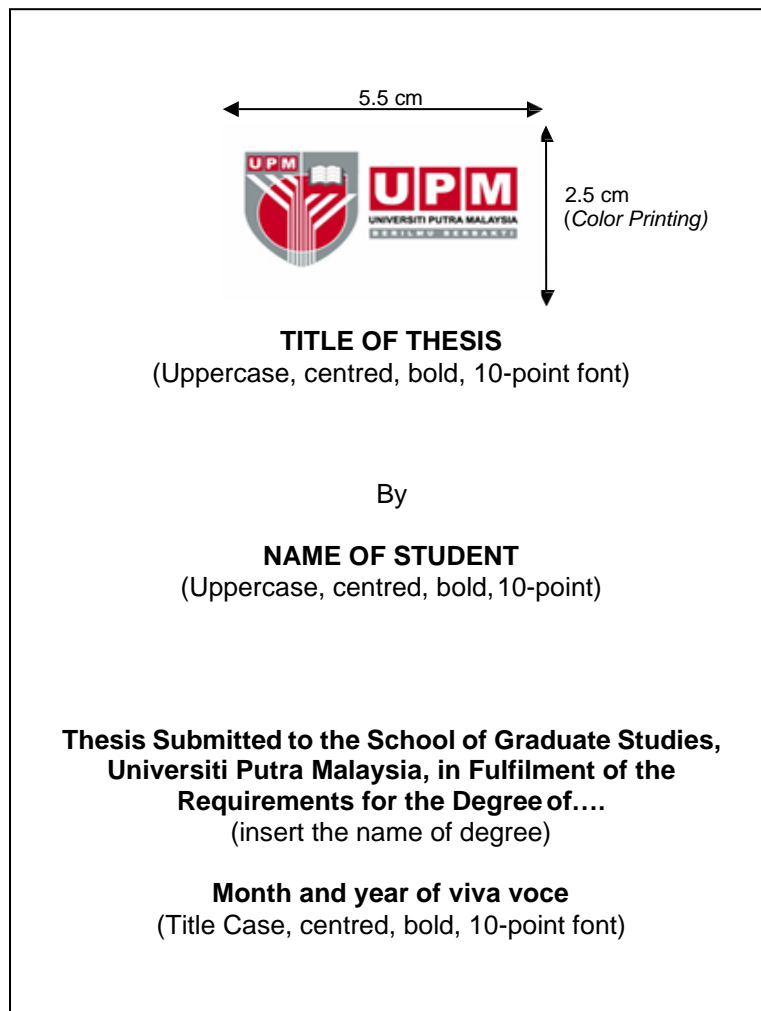 5.5 cm
UPM
UPM
UNIVERSITI PUTRA MALAYSIA
BERILMU BERBAKTI
2.5 cm
(Color Printing)
TITLE OF THESIS
(Uppercase, centred, bold, 10-point font)
By
NAME OF STUDENT
(Uppercase, centred, bold, 10-point)
Thesis Submitted to the School of Graduate Studies,
Universiti Putra Malaysia, in Fulfilment of the
Requirements for the Degree of….
(insert the name of degree)
Month and year of viva voce
(Title Case, centred, bold, 10-point font)